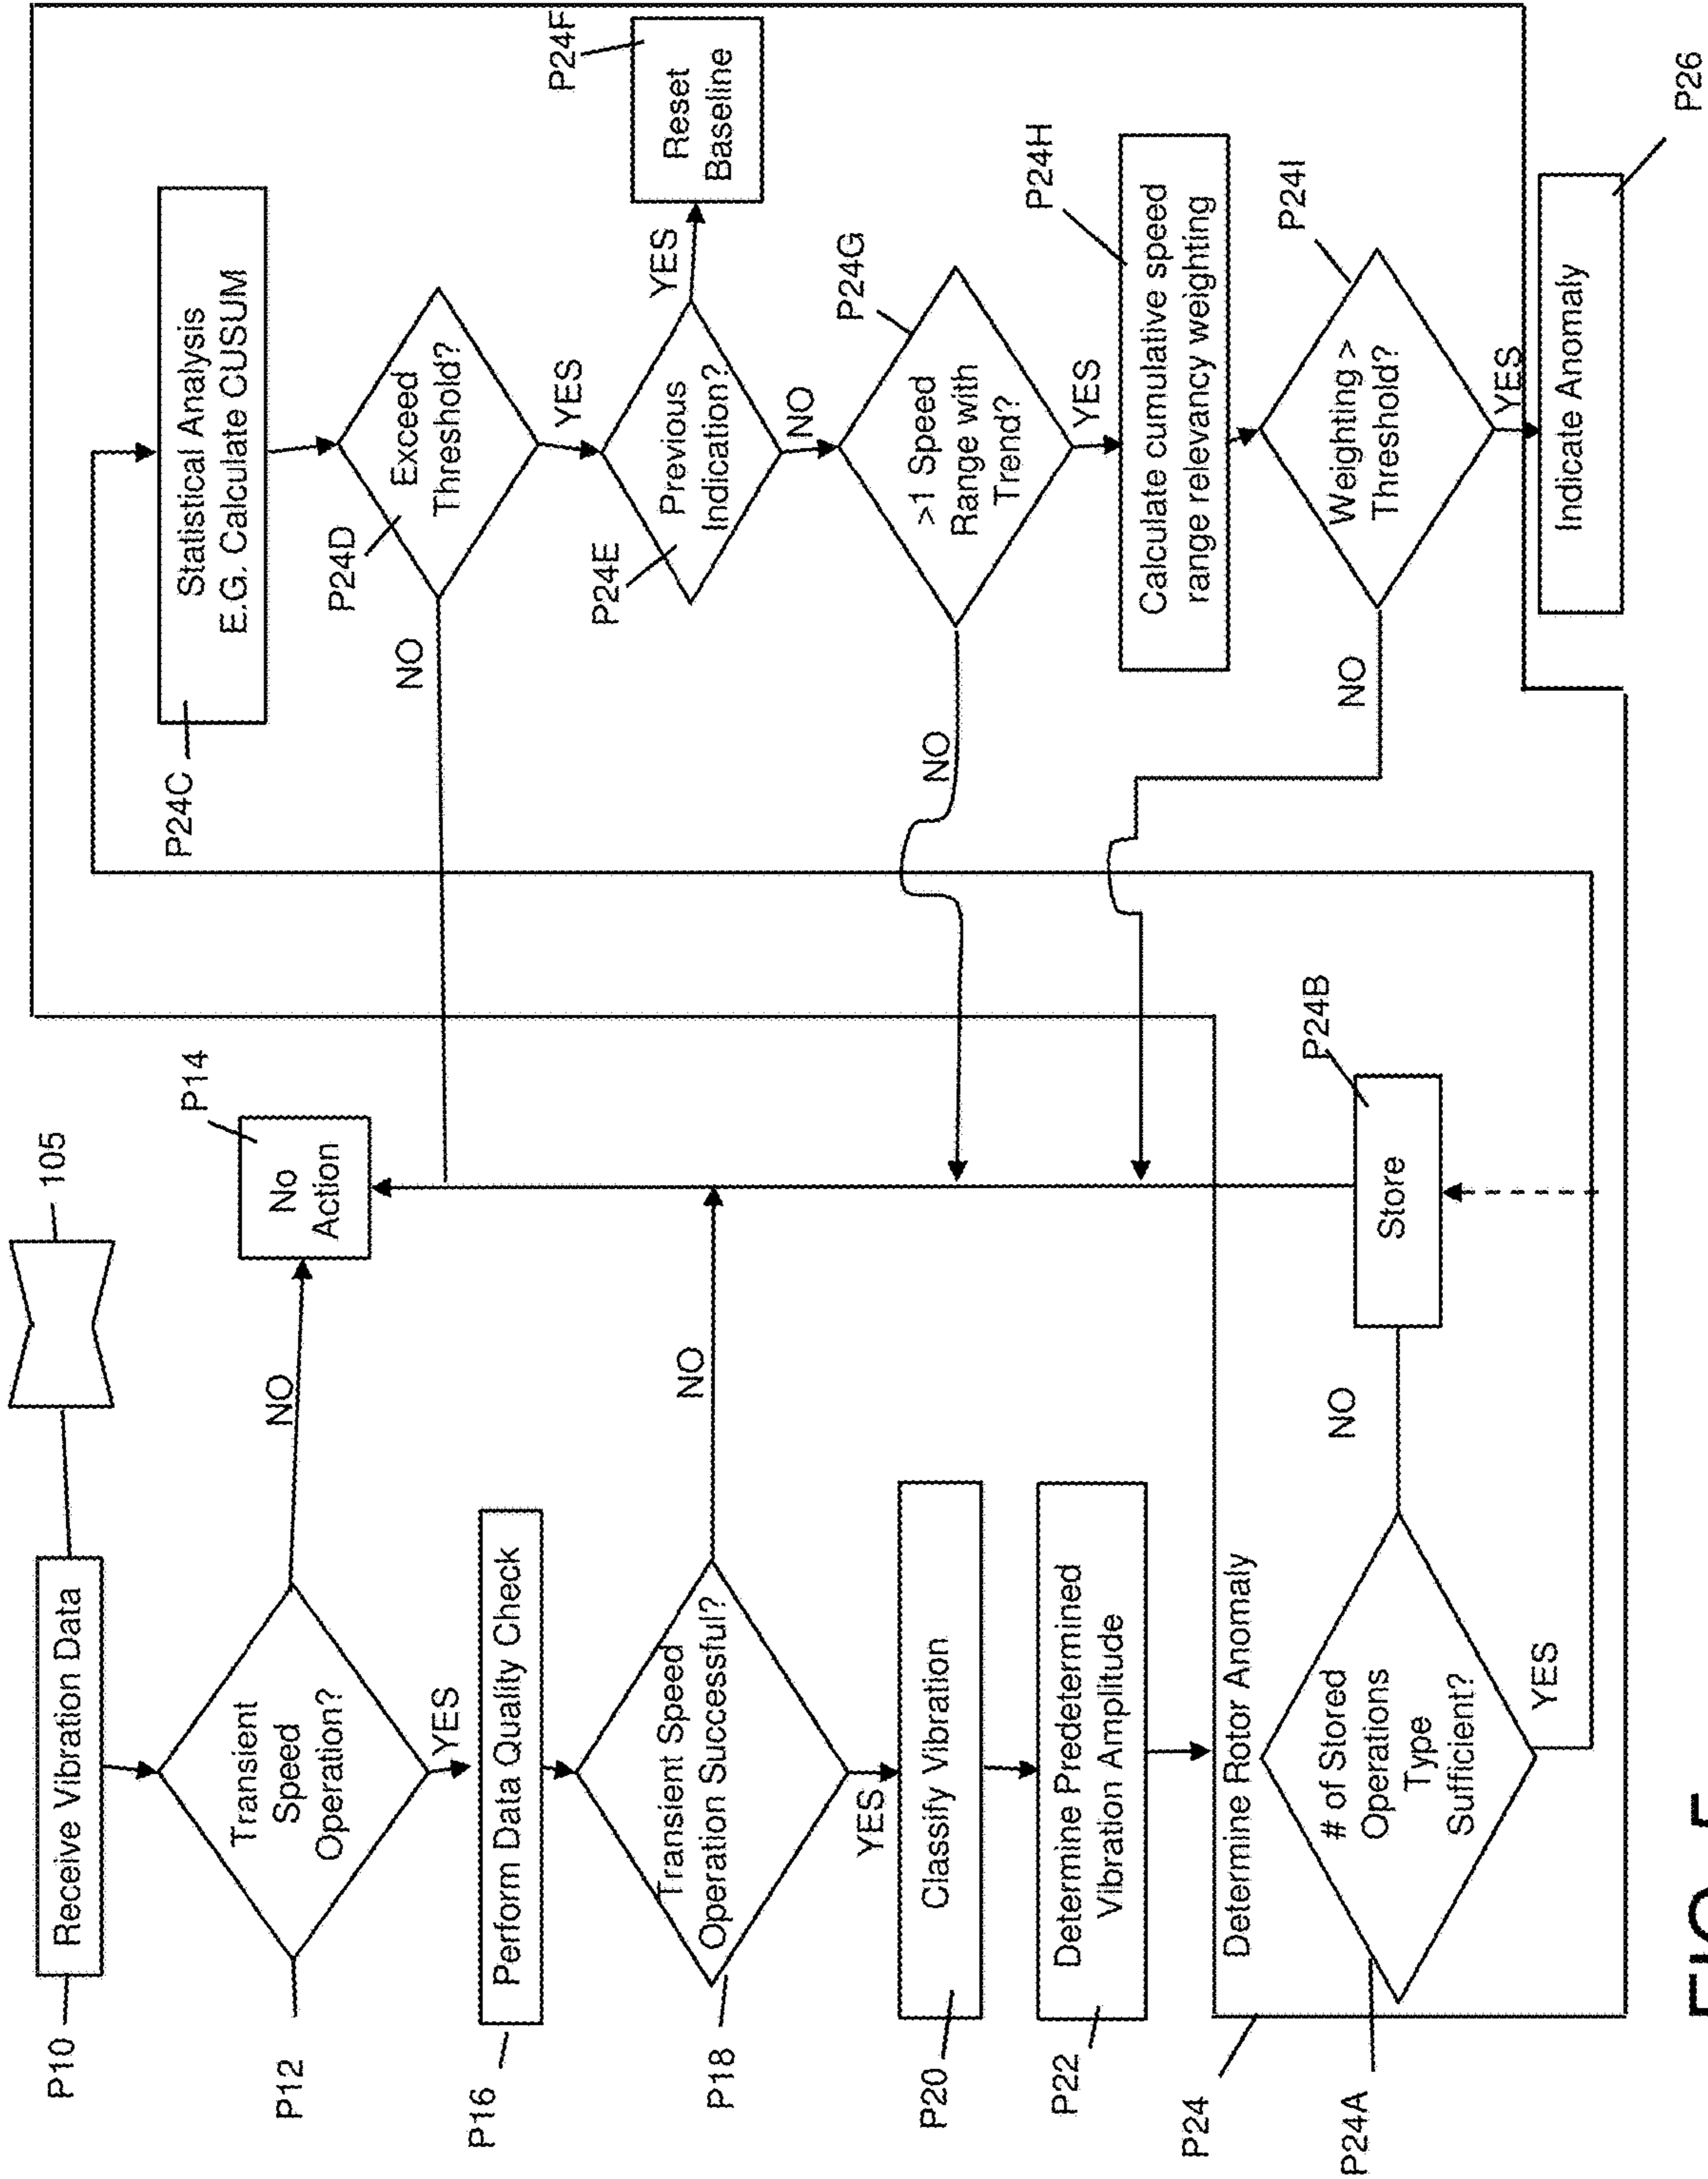 P10
Receive Vibration Data
105
P12
Transient
Speed
Operation?
NO
P14
No
Action
YES
P16
Perform Data Quality Check
P18
Transient Speed
Operation Successful?
NO
YES
P20
Classify Vibration
P22
Determine Predetermined
Vibration Amplitude
P24
Determine Rotor Anomaly
P24A
# of Stored
Operations
Type
Sufficient?
NO
P24B
Store
YES
P24C
Statistical Analysis
E.G. Calculate CUSUM
P24D
Exceed
Threshold?
NO
YES
P24E
Previous
Indication?
YES
P24F
Reset
Baseline
NO
P24G
>1 Speed
Range with
Trend?
NO
YES
P24H
Calculate cumulative speed
range relevancy weighting
P24I
Weighting >
Threshold?
NO
YES
Indicate Anomaly
P26